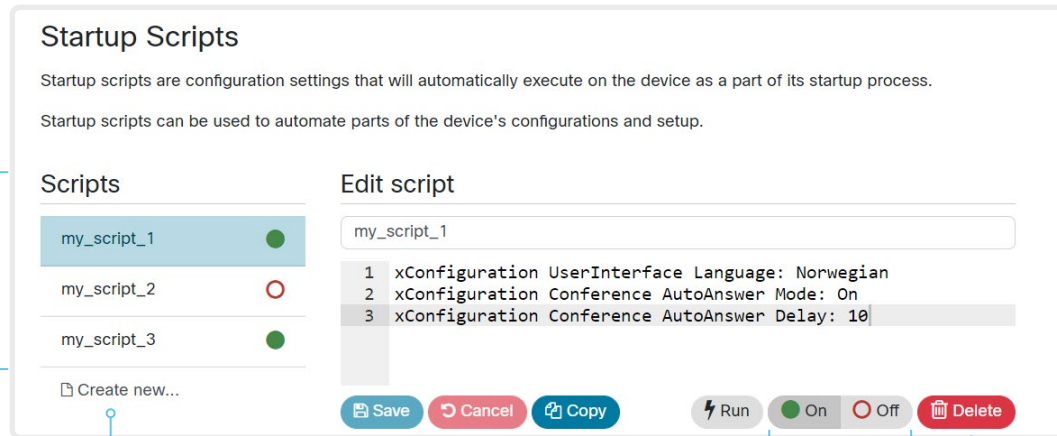 Startup Scripts
Startup scripts are configuration settings that will automatically execute on the device as a part of its startup process.
Startup scripts can be used to automate parts of the device's configurations and setup.
Scripts
my_script_1
my_script_2
my_script_3
Create new...
Edit script
my_script_1
1 xConfiguration UserInterface Language: Norwegian
2 xConfiguration Conference AutoAnswer Mode: On
3 xConfiguration Conference AutoAnswer Delay: 10
Save Cancel Copy Run On Off Delete